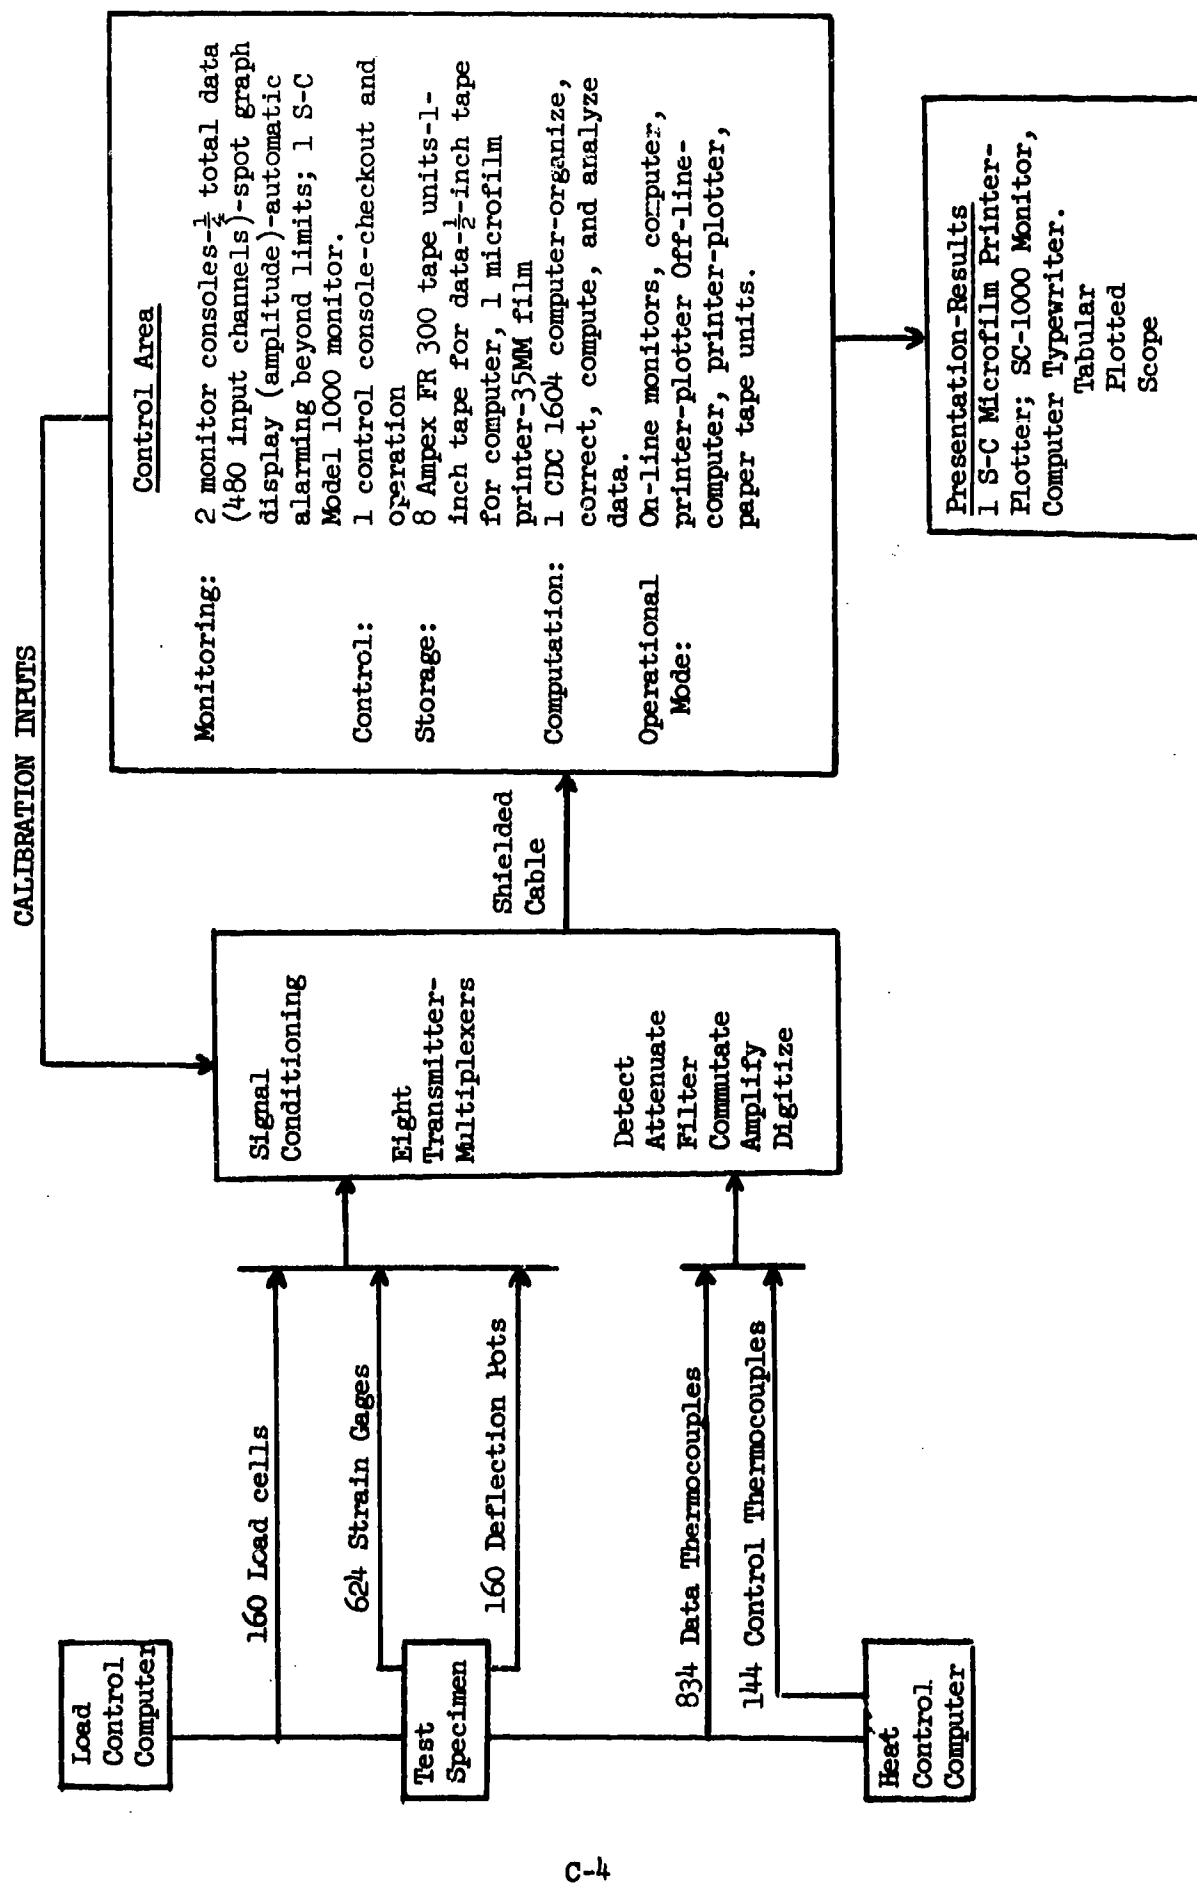 CALIBRATION INPUTS
Load
Control
Computer
160 Load cells
624 Strain Gages
160 Deflection Pots
Test
Specimen
834 Data Thermocouples
144 Control Thermocouples
Heat
Control
Computer
Signal
Conditioning
Eight
Transmitter-
Multiplexers
Detect
Attenuate
Filter
Commutate
Amplify
Digitize
Shielded
Cable
Control Area
Monitoring: 2 monitor consoles-1/4 total data
(480 input channels)-spot graph
display (amplitude)-automatic
alarming beyond limits; 1 S-C
Model 1000 monitor.
Control: 1 control console-checkout and
operation
Storage: 8 Ampex FR 300 tape units-1-
inch tape for data-1/2-inch tape
for computer, 1 microfilm
printer-35MM film
Computation: 1 CDC 1604 computer-organize,
correct, compute, and analyze
data.
Operational On-line monitors, computer,
Mode: printer-plotter Off-line-
computer, printer-plotter,
paper tape units.
Presentation-Results
1 S-C Microfilm Printer-
Plotter; SC-1000 Monitor,
Computer Typewriter.
Tabular
Plotted
Scope
C-4